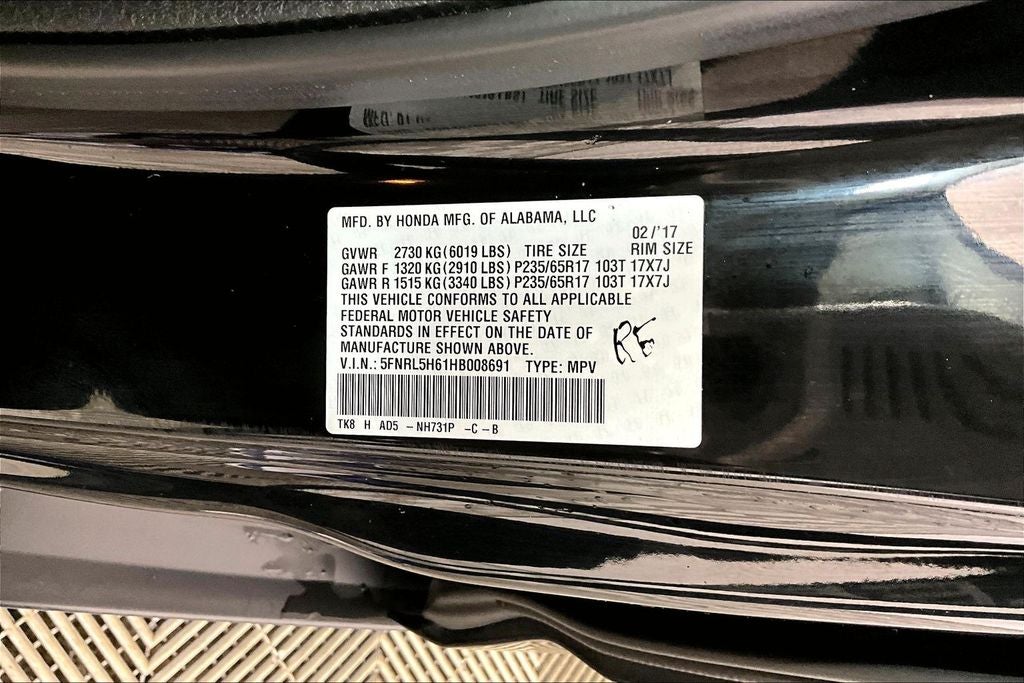 MFD. BY HONDA MFG. OF ALABAMA, LLC
02/'17
GVWR 2730 KG(6019 LBS) TIRE SIZE RIM SIZE
GAWR F 1320 KG(2910 LBS) P235/65R17 103T 17X7J
GAWR R 1515 KG(3340 LBS) P235/65R17 103T 17X7J
THIS VEHICLE CONFORMS TO ALL APPLICABLE
FEDERAL MOTOR VEHICLE SAFETY
STANDARDS IN EFFECT ON THE DATE OF
MANUFACTURE SHOWN ABOVE.
V.I.N.: 5FNRL5H61HB008691 TYPE: MPV
TK8 H AD5 -NH731P -C -B